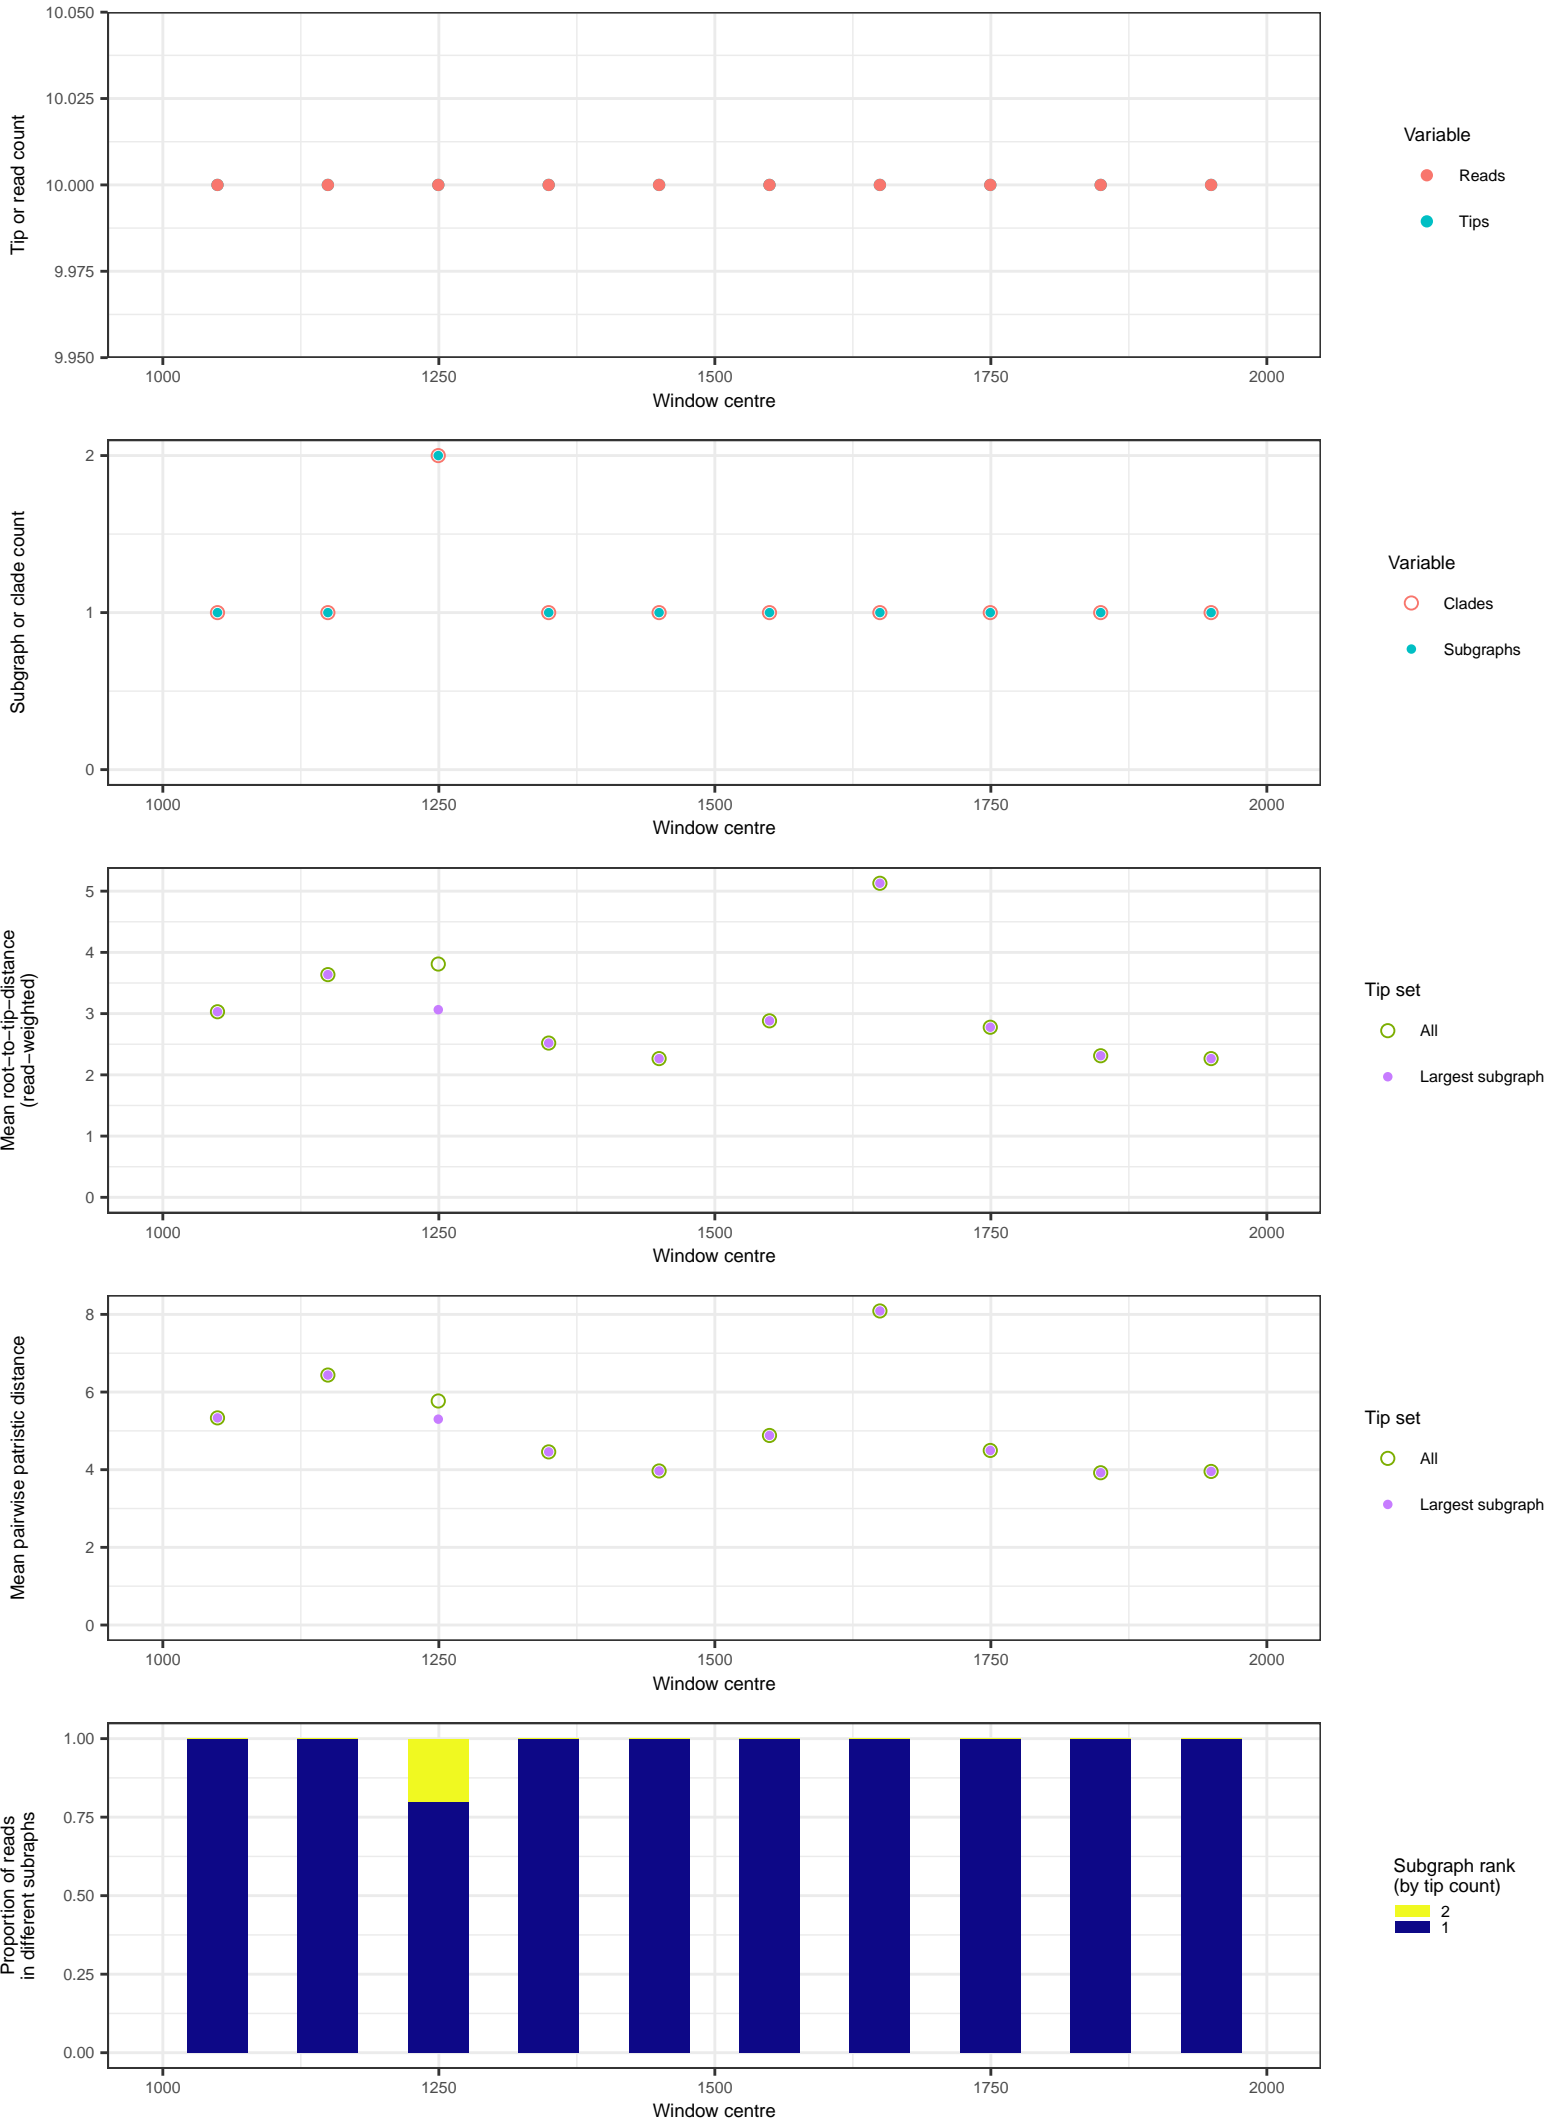 10.050
10.025
10.000
9.975
9.950
Tip or read count
1000
1250
1500
1750
2000
Window centre
Variable
Reads
Tips
2
1
0
Subgraph or clade count
1000
1250
1500
1750
2000
Window centre
Variable
Clades
Subgraphs
5
4
3
2
1
0
Mean root−to−tip−distance
(read−weighted)
1000
1250
1500
1750
2000
Window centre
Tip set
All
Largest subgraph
8
6
4
2
0
Mean pairwise patristic distance
1000
1250
1500
1750
2000
Window centre
Tip set
All
Largest subgraph
1.00
0.75
0.50
0.25
0.00
Proportion of reads
in different subraphs
1000
1250
1500
1750
2000
Window centre
Subgraph rank
(by tip count)
2
1